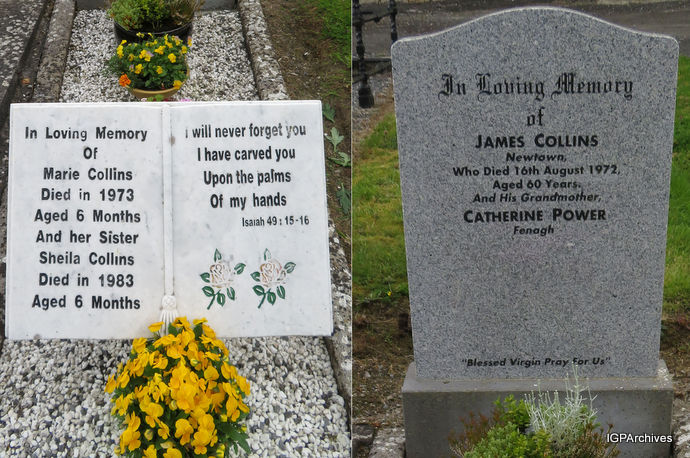 In Loving Memory
Of
Marie Collins
Died in 1973
Aged 6 Months
And her Sister
Sheila Collins
Died in 1983
Aged 6 Months
I will never forget you
I have carved you
Upon the palms
Of my hands
Isaiah 49 : 15-16
In Loving Memory
of
JAMES COLLINS
Newtown,
Who Died 16th August 1972,
Aged 60 Years.
And His Grandmother,
CATHERINE POWER
Fenagh
"Blessed Virgin Pray For Us"
IGPArchives